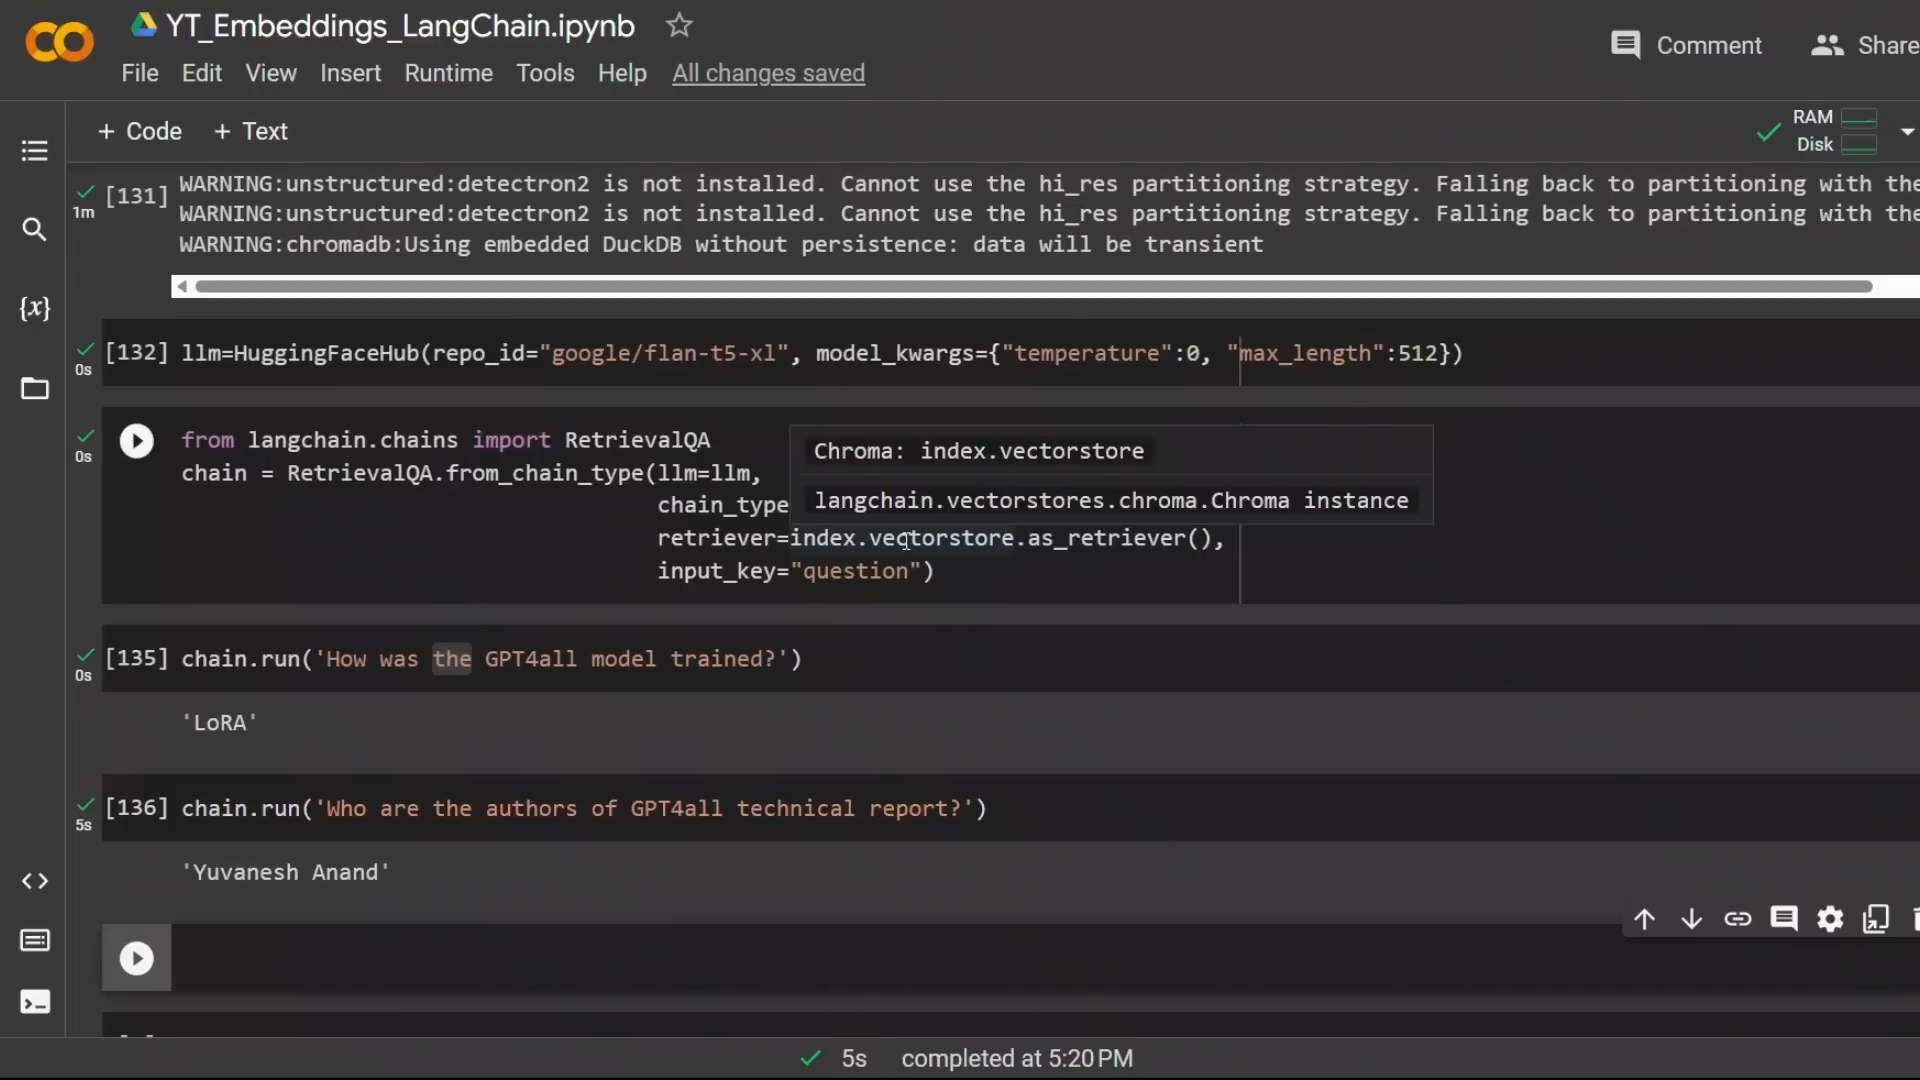 YT_Embeddings_LangChain.ipynb
Comment
Share
File Edit View Insert Runtime Tools Help All changes saved
+ Code + Text
RAM
Disk
[131] WARNING:unstructured:detectron2 is not installed. Cannot use the hi_res partitioning strategy. Falling back to partitioning with the
1m
WARNING:unstructured:detectron2 is not installed. Cannot use the hi_res partitioning strategy. Falling back to partitioning with the
WARNING:chromadb:Using embedded DuckDB without persistence: data will be transient
{x}
[132] llm=HuggingFaceHub(repo_id="google/flan-t5-xl", model_kwargs={"temperature":0, "max_length":512})
0s
from langchain.chains import RetrievalQA
0s
chain = RetrievalQA.from_chain_type(llm=llm,
Chroma: index.vectorstore
langchain.vectorstores.chroma.Chroma instance
chain_type
retriever=index.vectorstore.as_retriever(),
input_key="question")
[135] chain.run('How was the GPT4all model trained?')
0s
'LoRA'
[136] chain.run('Who are the authors of GPT4all technical report?')
5s
'Yuvanesh Anand'
5s completed at 5:20 PM